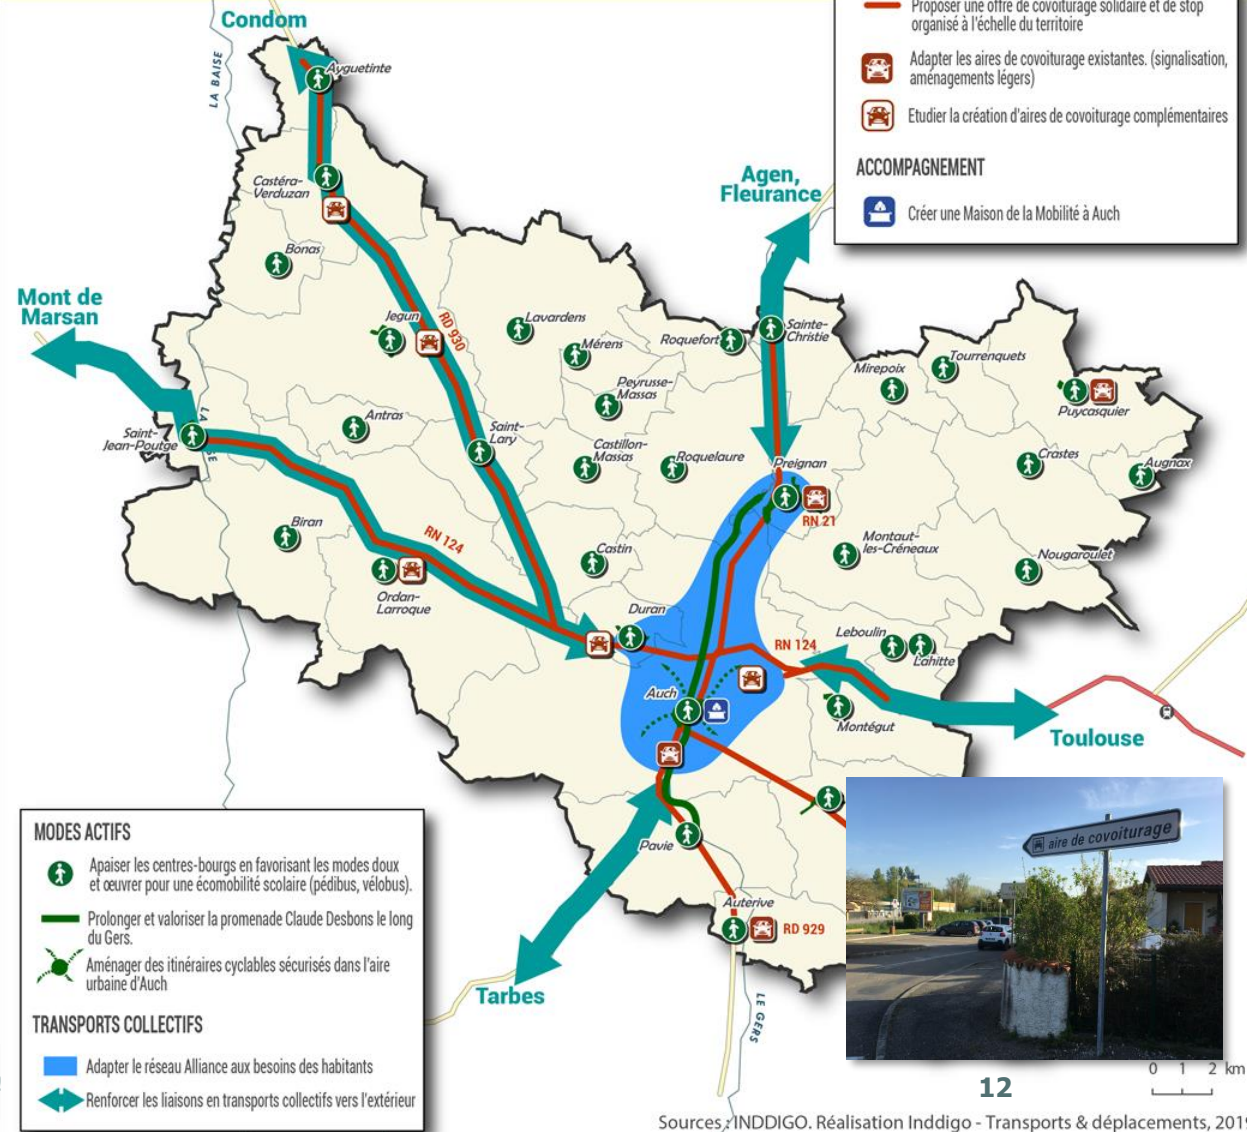 Condom
Proposer une offre de covoiturage solidaire et de stop
organisé à l'échelle du territoire
Adapter les aires de covoiturage existantes. (signalisation,
aménagements légers)
Etudier la création d'aires de covoiturage complémentaires
ACCOMPAGNEMENT
Créer une Maison de la Mobilité à Auch
LA BAISE
Ayguetinte
Castéra-
Verduzan
Agen,
Fleurance
Bonas
Mont de
Marsan
Jegun
RD 930
Lavardens
Mérens
Roquefort
Sainte-
Christie
Mirepoix
Tourrenquets
Peyrusse-
Massas
Puycasquier
Antras
Saint-
Jean-Poutge
Saint-
Lary
Castillon-
Massas
Roquelaure
Preignan
Crastes
Augnax
Biran
RN 124
RN 21
Montaut-
les-Créneaux
Nougaroulet
Castin
Ordan-
Larroque
Duran
Leboulin
RN 124
Lahitte
Auch
Montégut
Toulouse
Pavie
aire de covoiturage
Auterive
RD 929
Tarbes
LE GERS
MODES ACTIFS
Apaiser les centres-bourgs en favorisant les modes doux
et œuvrer pour une écomobilité scolaire (pédibus, vélobus).
Prolonger et valoriser la promenade Claude Desbons le long
du Gers.
Aménager des itinéraires cyclables sécurisés dans l'aire
urbaine d'Auch
TRANSPORTS COLLECTIFS
Adapter le réseau Alliance aux besoins des habitants
Renforcer les liaisons en transports collectifs vers l'extérieur
12
0 1 2 km
Sources : INDDIGO. Réalisation Inddigo - Transports & déplacements, 2019